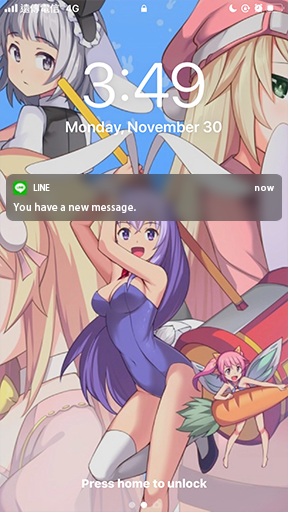 遠傳電信 4G
3:49
Monday, November 30
LINE now
You have a new message.
Press home to unlock